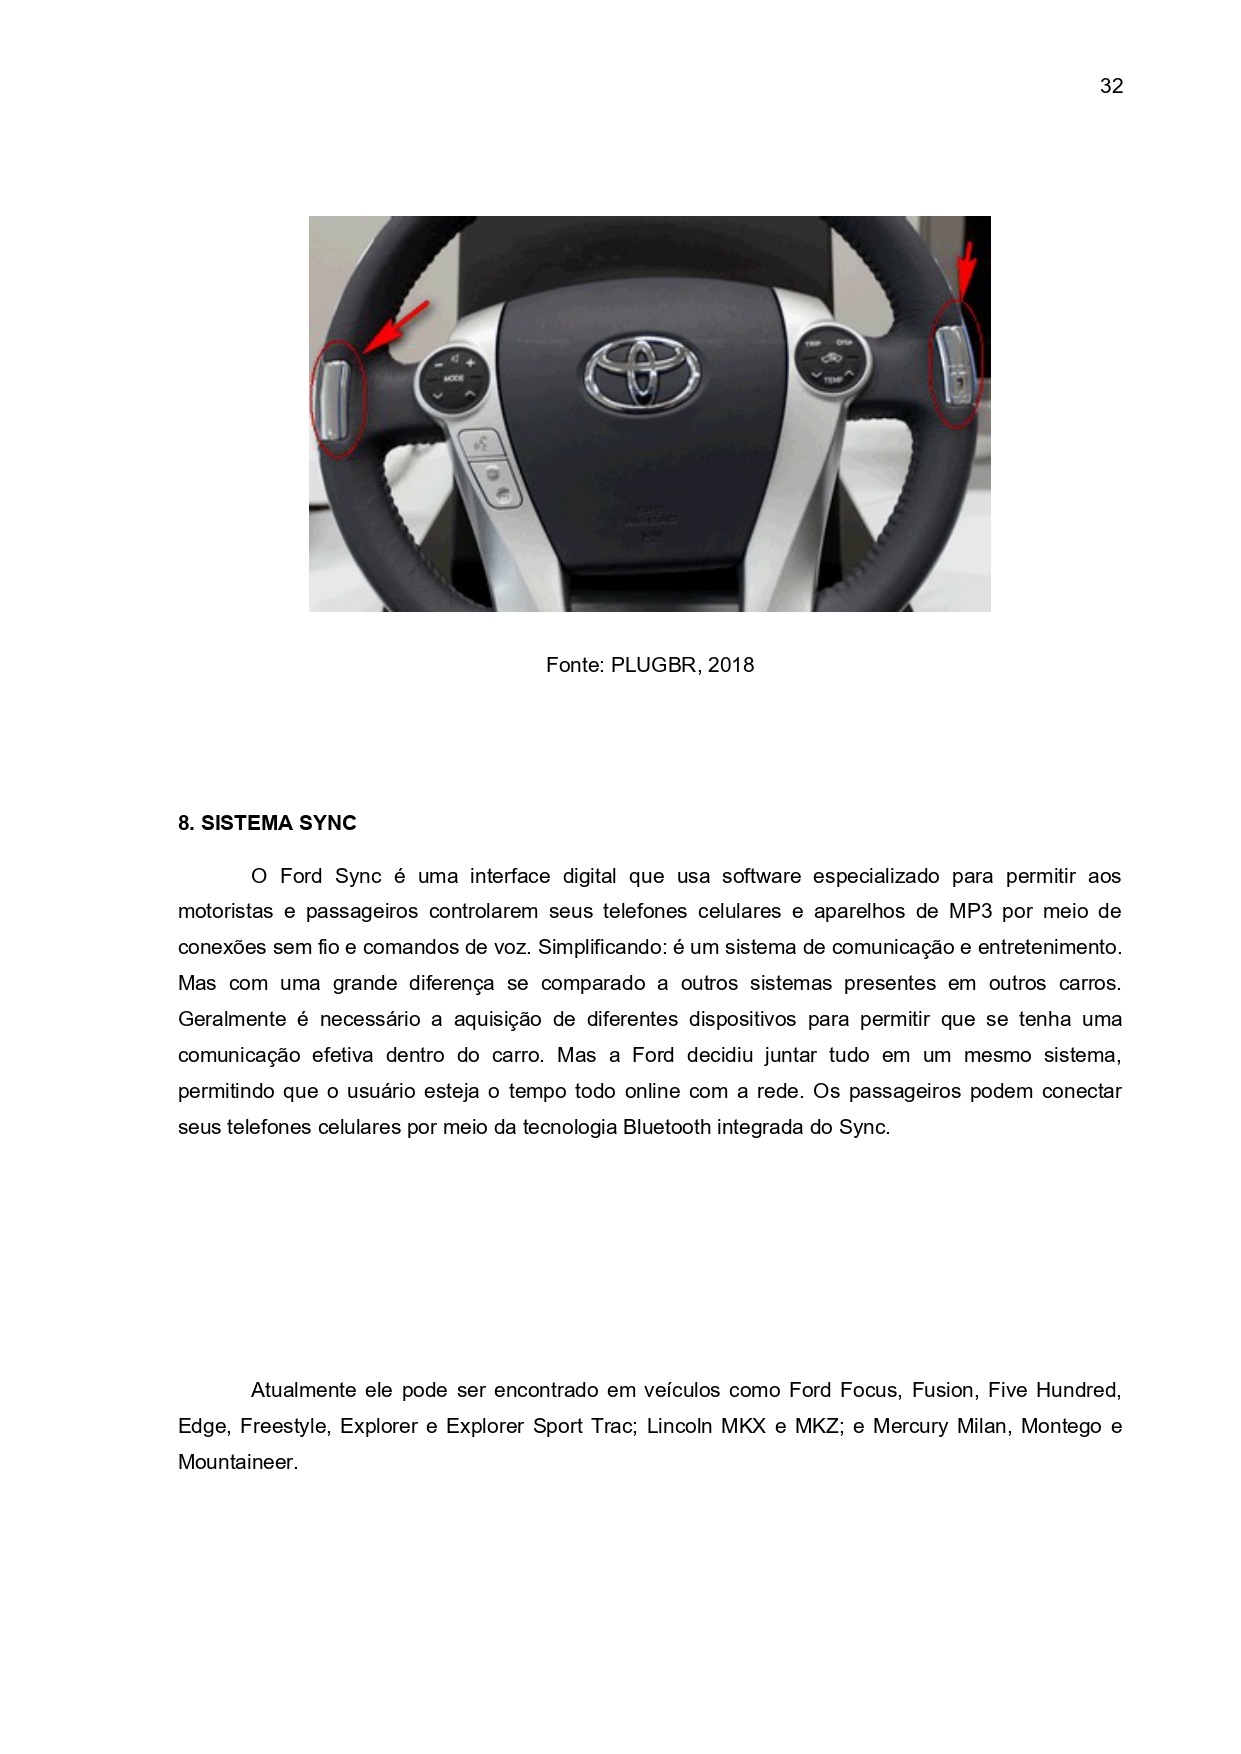 32
TRIP DISP
MODE
TEMP
Fonte: PLUGBR, 2018
8. SISTEMA SYNC
O Ford Sync é uma interface digital que usa software especializado para permitir aos
motoristas e passageiros controlarem seus telefones celulares e aparelhos de MP3 por meio de
conexões sem fio e comandos de voz. Simplificando: é um sistema de comunicação e entretenimento.
Mas com uma grande diferença se comparado a outros sistemas presentes em outros carros.
Geralmente é necessário a aquisição de diferentes dispositivos para permitir que se tenha uma
comunicação efetiva dentro do carro. Mas a Ford decidiu juntar tudo em um mesmo sistema,
permitindo que o usuário esteja o tempo todo online com a rede. Os passageiros podem conectar
seus telefones celulares por meio da tecnologia Bluetooth integrada do Sync.
Atualmente ele pode ser encontrado em veículos como Ford Focus, Fusion, Five Hundred,
Edge, Freestyle, Explorer e Explorer Sport Trac; Lincoln MKX e MKZ; e Mercury Milan, Montego e
Mountaineer.